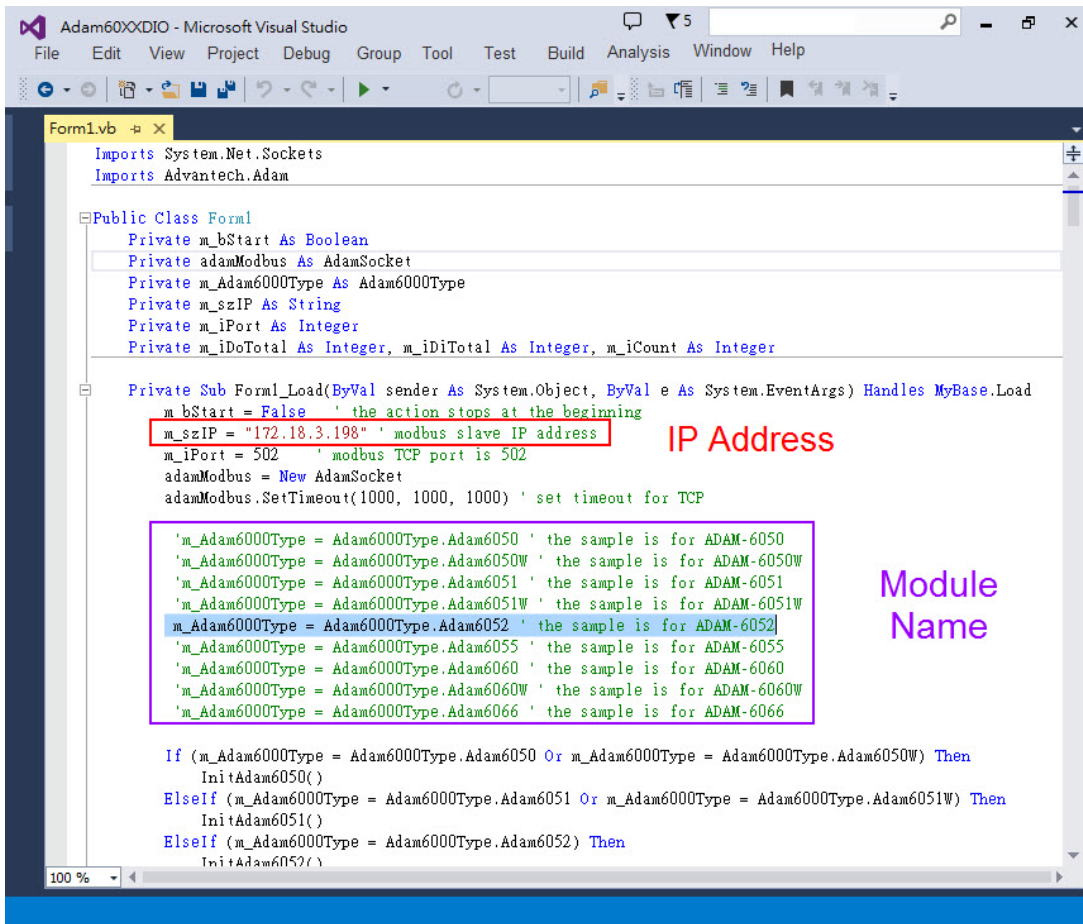 Adam60XXDIO - Microsoft Visual Studio
5
File Edit View Project Debug Group Tool Test Build Analysis Window Help
Form1.vb
Imports System.Net.Sockets
Imports Advantech.Adam
Public Class Form1
Private m_bStart As Boolean
Private adamModbus As AdamSocket
Private m_Adam6000Type As Adam6000Type
Private m_szIP As String
Private m_iPort As Integer
Private m_iDoTotal As Integer, m_iDiTotal As Integer, m_iCount As Integer
Private Sub Form1_Load(ByVal sender As System.Object, ByVal e As System.EventArgs) Handles MyBase.Load
m_bStart = False ' the action stops at the beginning
m_szIP = "172.18.3.198" ' modbus slave IP address
IP Address
m_iPort = 502 ' modbus TCP port is 502
adamModbus = New AdamSocket
adamModbus.SetTimeout(1000, 1000, 1000) ' set timeout for TCP
'm_Adam6000Type = Adam6000Type.Adam6050 ' the sample is for ADAM-6050
'm_Adam6000Type = Adam6000Type.Adam6050W ' the sample is for ADAM-6050W
'm_Adam6000Type = Adam6000Type.Adam6051 ' the sample is for ADAM-6051
'm_Adam6000Type = Adam6000Type.Adam6051W ' the sample is for ADAM-6051W
m_Adam6000Type = Adam6000Type.Adam6052 ' the sample is for ADAM-6052
'm_Adam6000Type = Adam6000Type.Adam6055 ' the sample is for ADAM-6055
'm_Adam6000Type = Adam6000Type.Adam6060 ' the sample is for ADAM-6060
'm_Adam6000Type = Adam6000Type.Adam6060W ' the sample is for ADAM-6060W
'm_Adam6000Type = Adam6000Type.Adam6066 ' the sample is for ADAM-6066
Module
Name
If (m_Adam6000Type = Adam6000Type.Adam6050 Or m_Adam6000Type = Adam6000Type.Adam6050W) Then
InitAdam6050()
ElseIf (m_Adam6000Type = Adam6000Type.Adam6051 Or m_Adam6000Type = Adam6000Type.Adam6051W) Then
InitAdam6051()
ElseIf (m_Adam6000Type = Adam6000Type.Adam6052) Then
InitAdam6052()
100 %